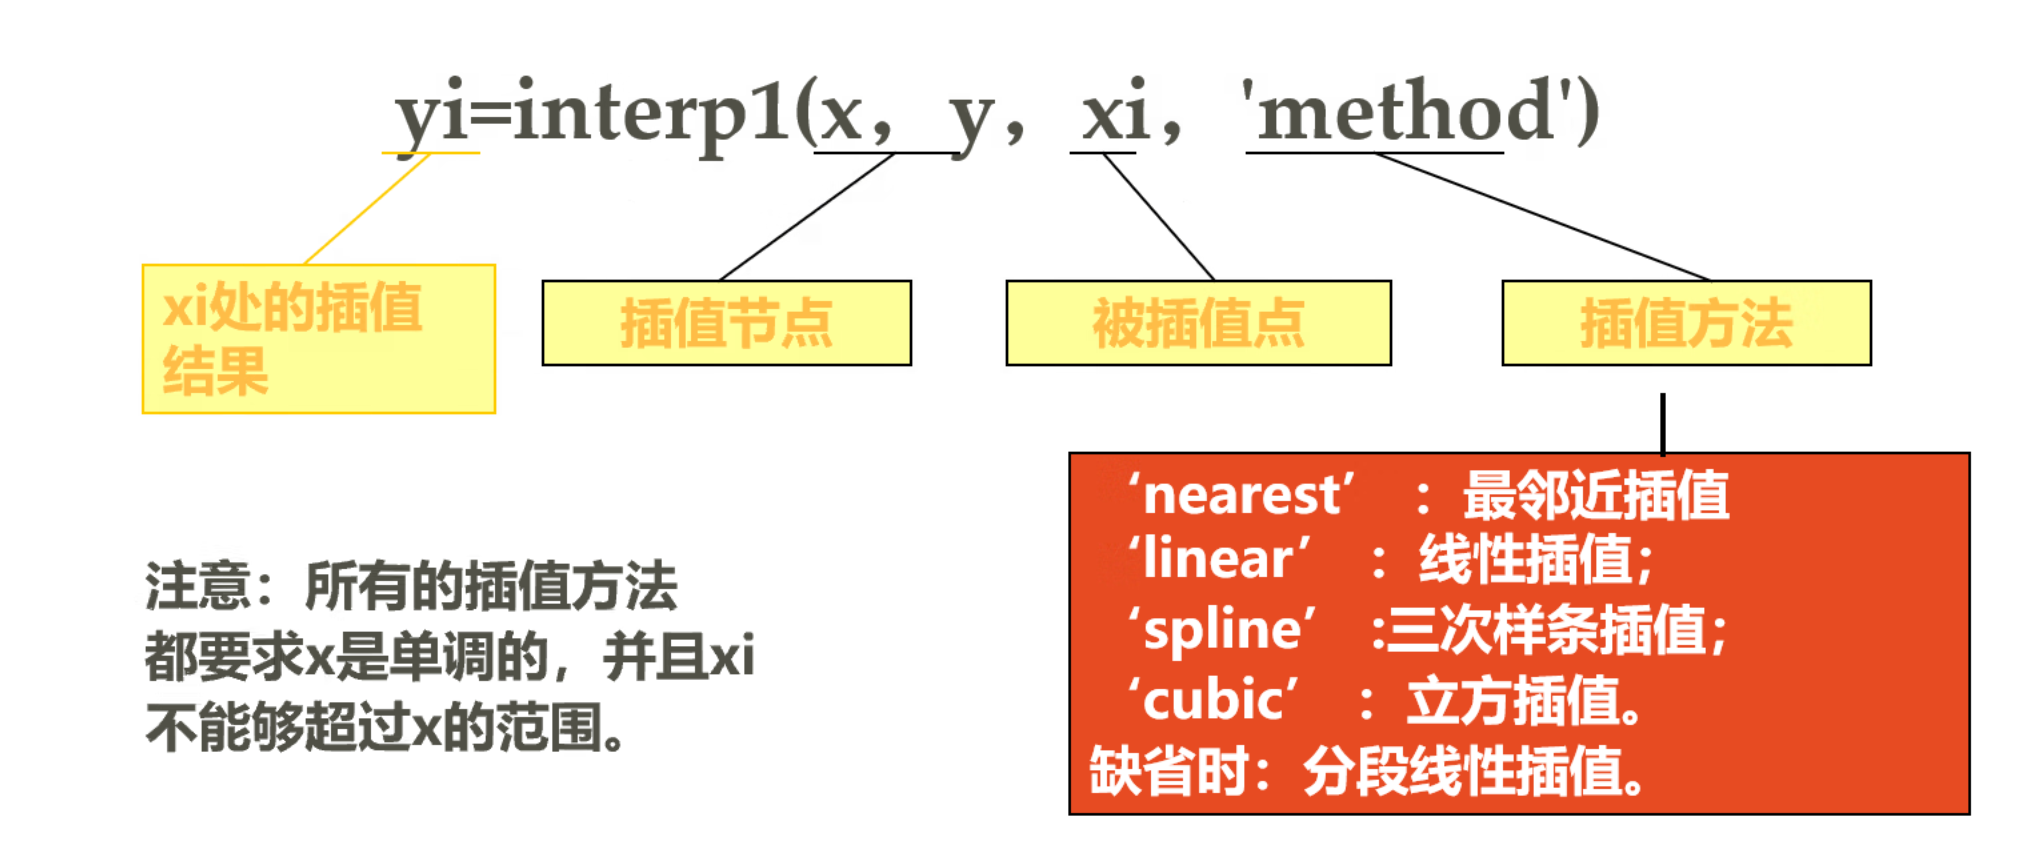 yi=interp1(x，y，xi，'method')
xi处的插值
结果
插值节点
被插值点
插值方法
‘nearest’ ：最邻近插值
‘linear’ ：线性插值；
‘spline’ :三次样条插值；
‘cubic’ ：立方插值。
缺省时：分段线性插值。
注意：所有的插值方法
都要求x是单调的，并且xi
不能够超过x的范围。